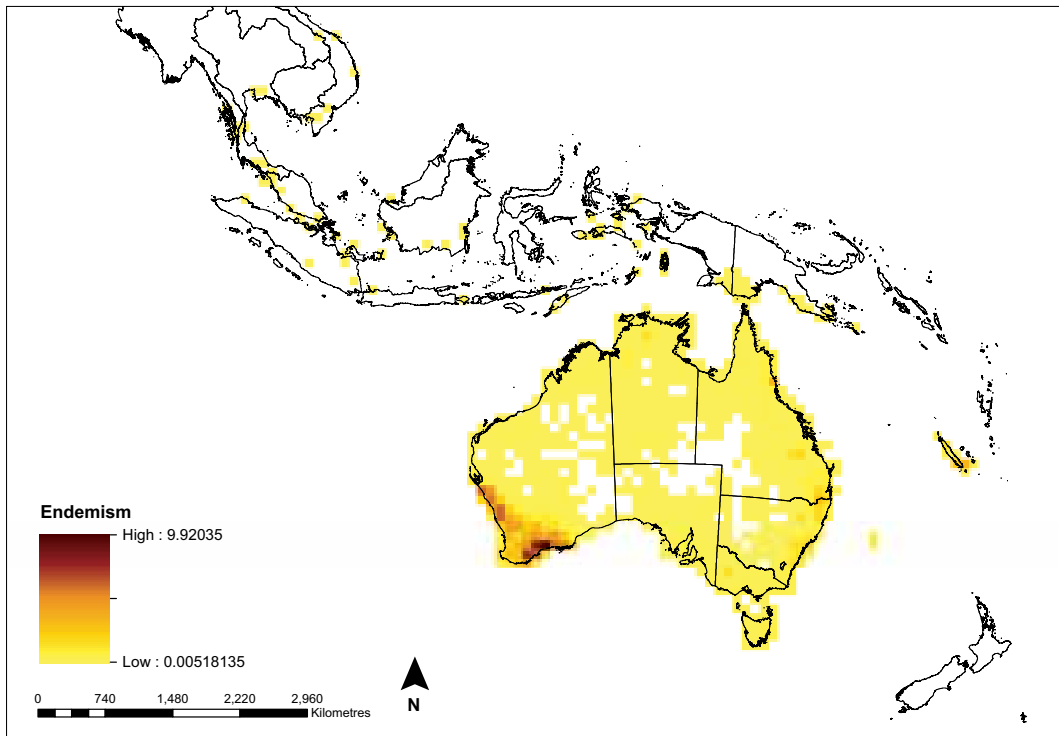 Endemism
High : 9.92035
Low : 0.00518135
0 740 1,480 2,220 2,960
Kilometres
N